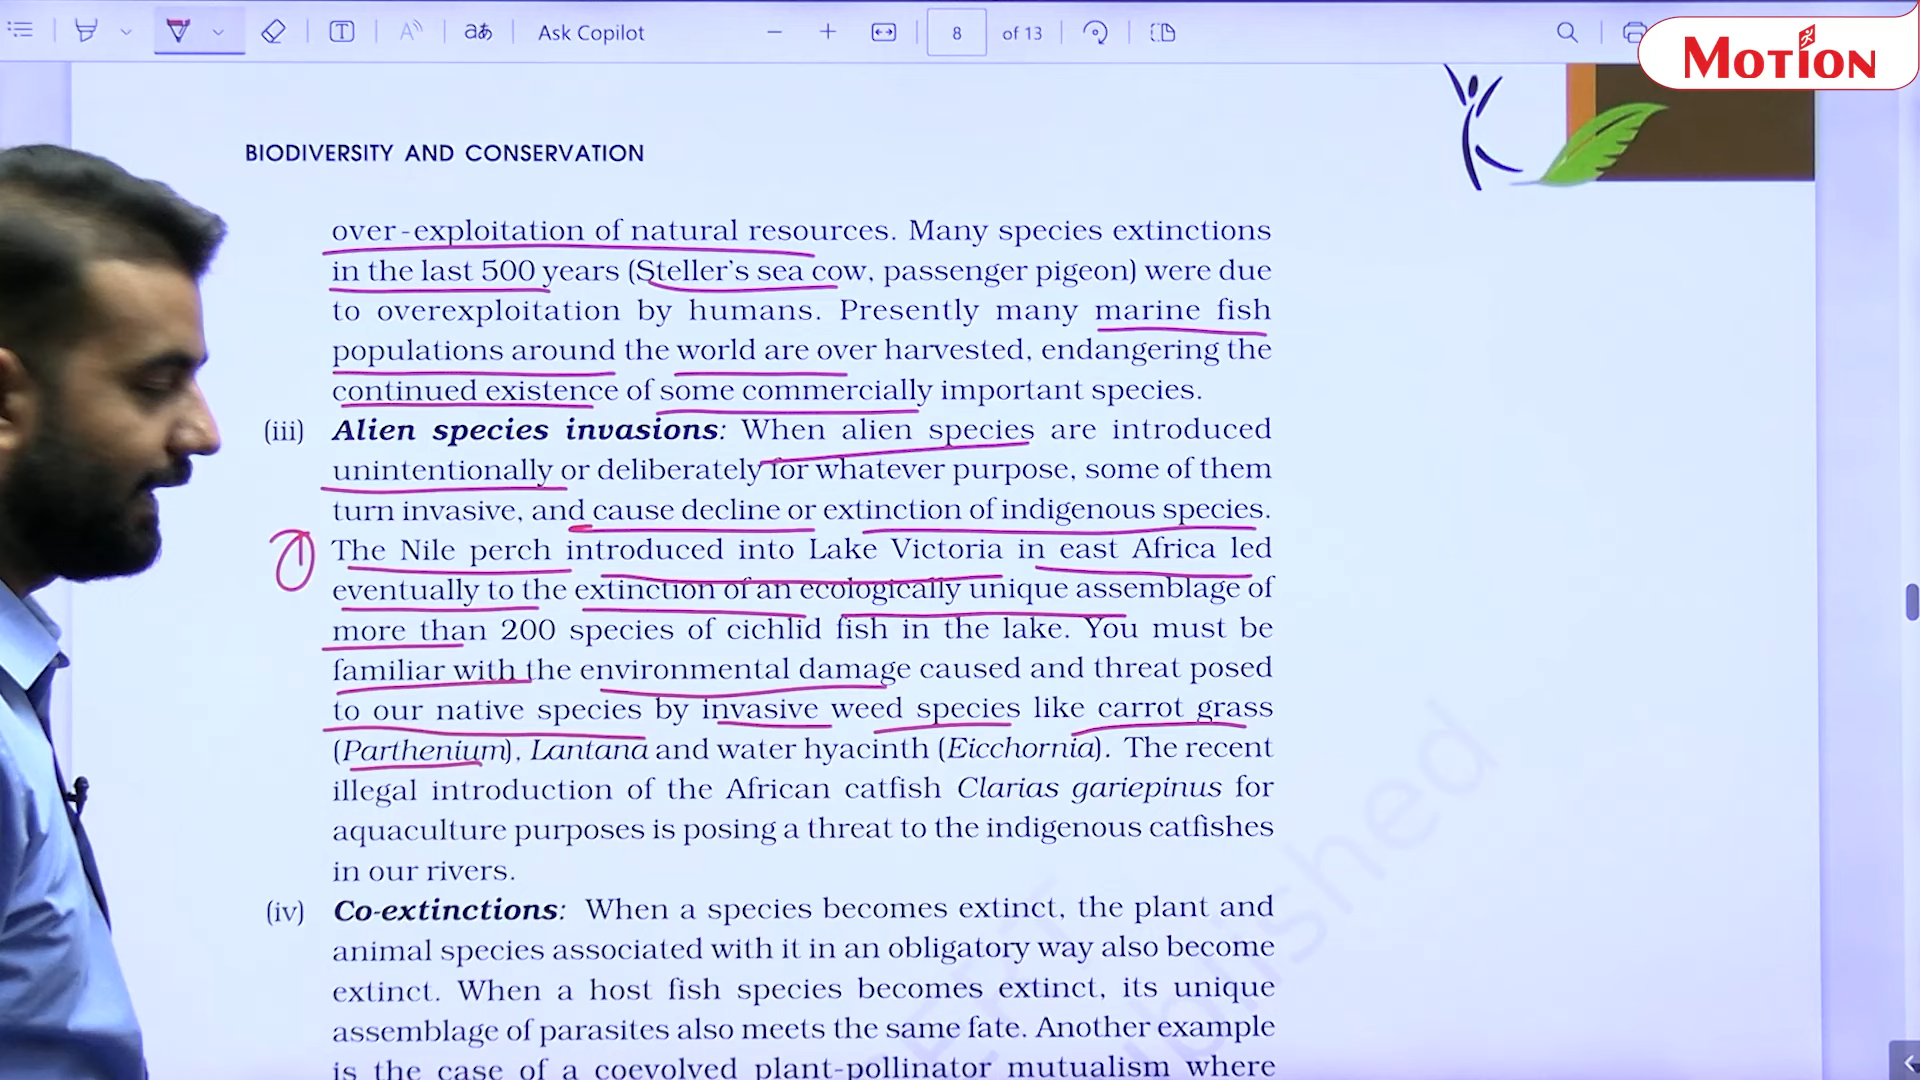 aあ
Ask Copilot
8
of 13
MOTION
BIODIVERSITY AND CONSERVATION
over-exploitation of natural resources. Many species extinctions
in the last 500 years (Steller's sea cow, passenger pigeon) were due
to overexploitation by humans. Presently many marine fish
populations around the world are over harvested, endangering the
continued existence of some commercially important species.
(iii) Alien species invasions: When alien species are introduced
unintentionally or deliberately for whatever purpose, some of them
turn invasive, and cause decline or extinction of indigenous species.
The Nile perch introduced into Lake Victoria in east Africa led
eventually to the extinction of an ecologically unique assemblage of
more than 200 species of cichlid fish in the lake. You must be
familiar with the environmental damage caused and threat posed
to our native species by invasive weed species like carrot grass
(Parthenium), Lantana and water hyacinth (Eicchornia). The recent
illegal introduction of the African catfish Clarias gariepinus for
aquaculture purposes is posing a threat to the indigenous catfishes
in our rivers.
(iv) Co-extinctions: When a species becomes extinct, the plant and
animal species associated with it in an obligatory way also become
extinct. When a host fish species becomes extinct, its unique
assemblage of parasites also meets the same fate. Another example
is the case of a coevolved plant-pollinator mutualism where